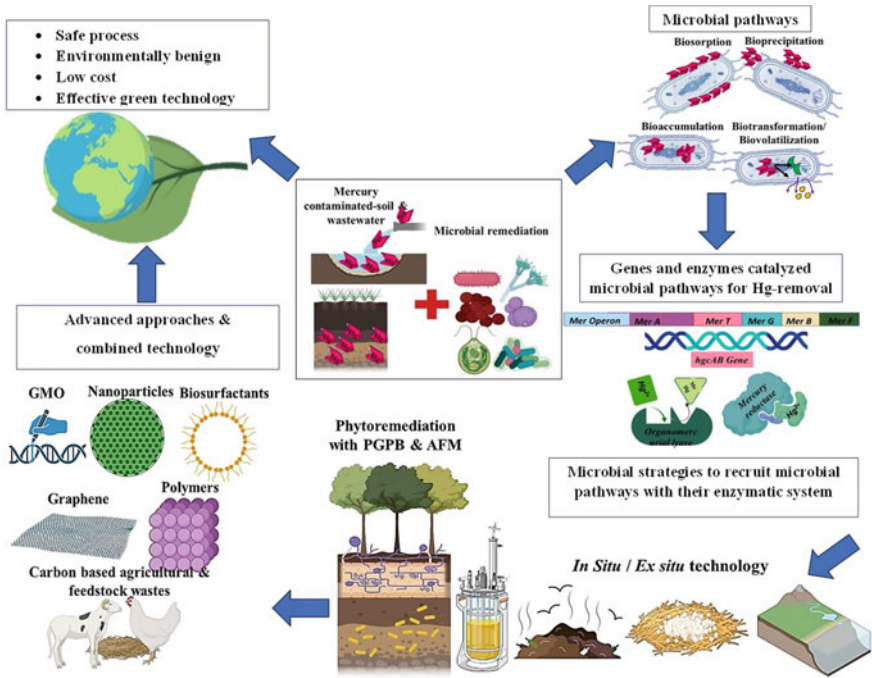 • Safe process
• Environmentally benign
• Low cost
• Effective green technology
Microbial pathways
Biosorption
Bioprecipitation
Bioaccumulation
Biotransformation/
Biovolatilization
Mercury
contaminated-soil &
wastewater
Microbial remediation
Genes and enzymes catalyzed
microbial pathways for Hg-removal
Mer Operon
Mer A
Mer T
Mer G
Mer B
Mer F
hgcAB Gene
Organomerc
urial lyase
Mercury
reductase
Microbial strategies to recruit microbial
pathways with their enzymatic system
In Situ / Ex situ technology
Phytoremediation
with PGPB & AFM
Advanced approaches &
combined technology
GMO
Nanoparticles
Biosurfactants
Graphene
Polymers
Carbon based agricultural &
feedstock wastes